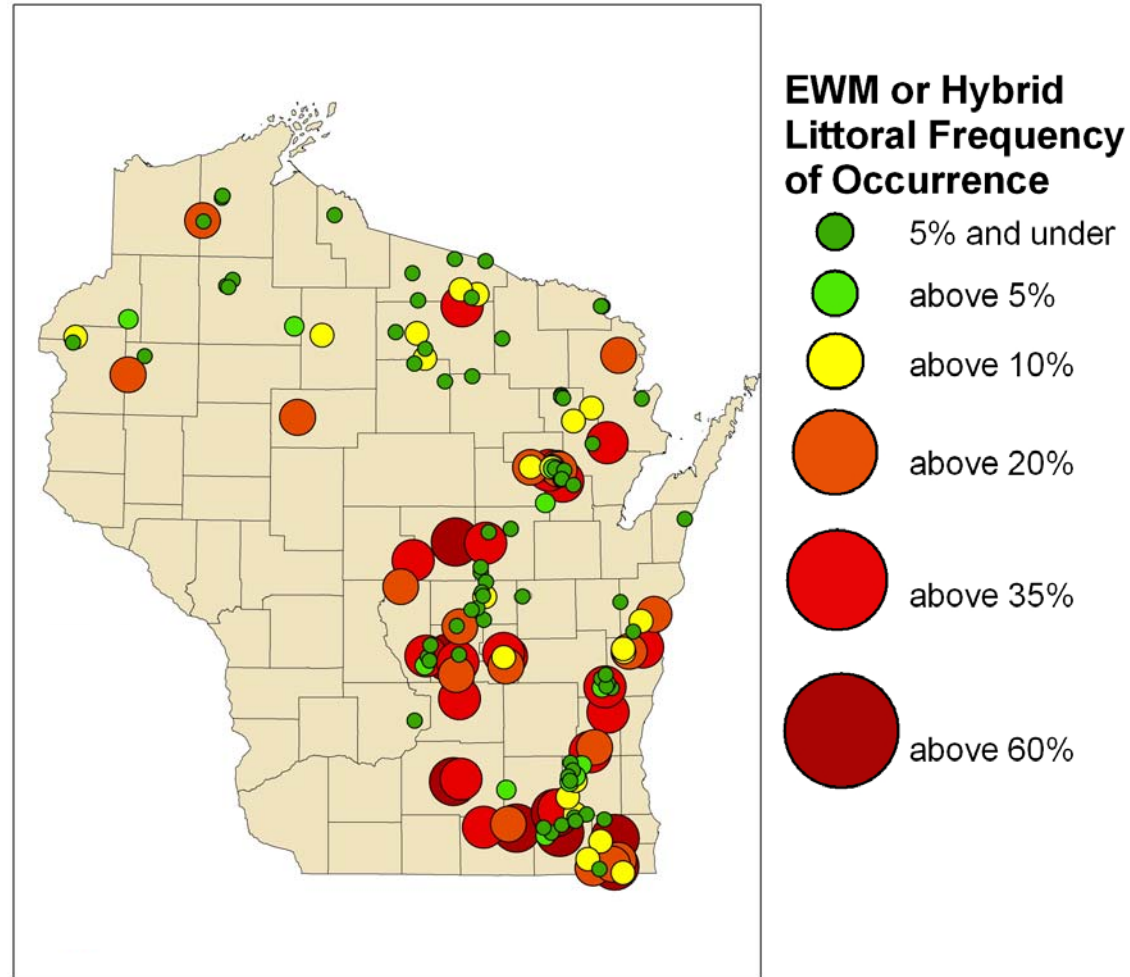 EWM or Hybrid
Littoral Frequency
of Occurrence
5% and under
above 5%
above 10%
above 20%
above 35%
above 60%